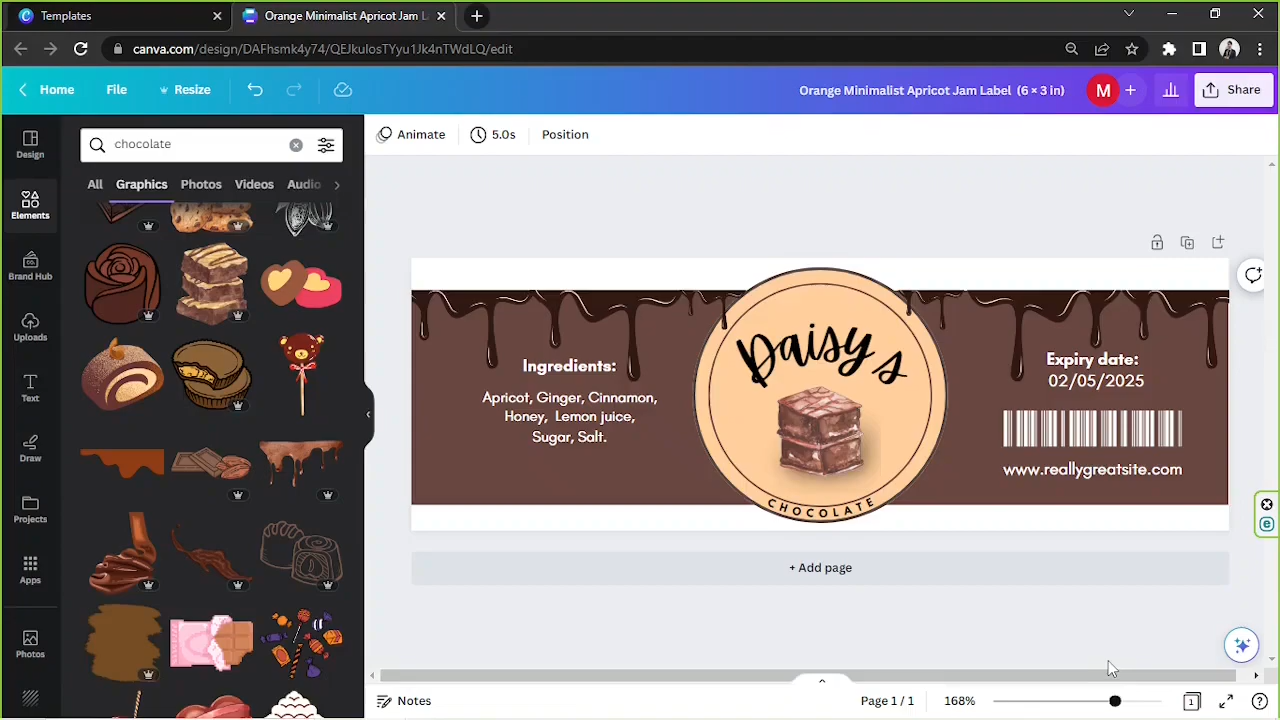 Templates
Orange Minimalist Apricot Jam L
canva.com/design/DAFhsmk4y74/QEJkulosTYyu1Jk4nTWdLQ/edit
Home
File
Resize
Orange Minimalist Apricot Jam Label (6 × 3 in)
M
Share
Design
Elements
Brand Hub
Uploads
Text
Draw
Projects
Apps
Photos
chocolate
All
Graphics
Photos
Videos
Audio
Animate
5.0s
Position
Ingredients:
Apricot, Ginger, Cinnamon,
Honey, Lemon juice,
Sugar, Salt.
Daisy's
CHOCOLATE
Expiry date:
02/05/2025
www.reallygreatsite.com
+ Add page
Notes
Page 1 / 1
168%
1